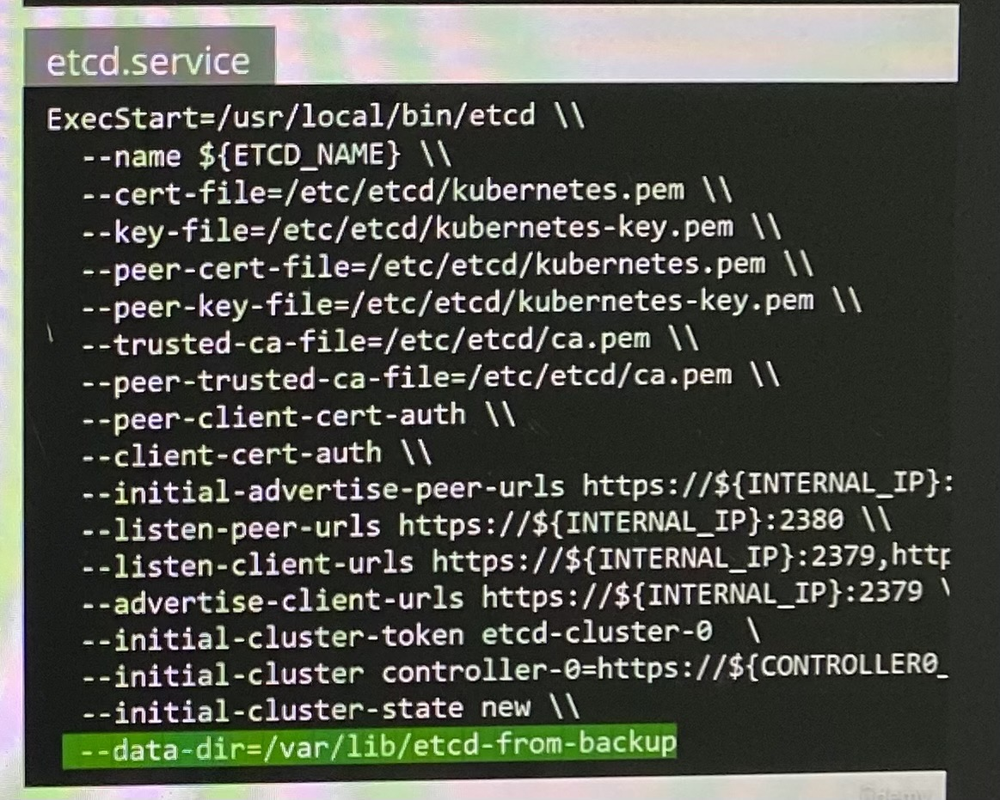 etcd.service
ExecStart=/usr/local/bin/etcd \\
--name ${ETCD_NAME} \\
--cert-file=/etc/etcd/kubernetes.pem \\
--key-file=/etc/etcd/kubernetes-key.pem \\
--peer-cert-file=/etc/etcd/kubernetes.pem \\
--peer-key-file=/etc/etcd/kubernetes-key.pem \\
--trusted-ca-file=/etc/etcd/ca.pem \\
--peer-trusted-ca-file=/etc/etcd/ca.pem \\
--peer-client-cert-auth \\
--client-cert-auth \\
--initial-advertise-peer-urls https://${INTERNAL_IP}:
--listen-peer-urls https://${INTERNAL_IP}:2380 \\
--listen-client-urls https://${INTERNAL_IP}:2379,http
--advertise-client-urls https://${INTERNAL_IP}:2379 \
--initial-cluster-token etcd-cluster-0 \
--initial-cluster controller-0=https://${CONTROLLER0_
--initial-cluster-state new \\
--data-dir=/var/lib/etcd-from-backup